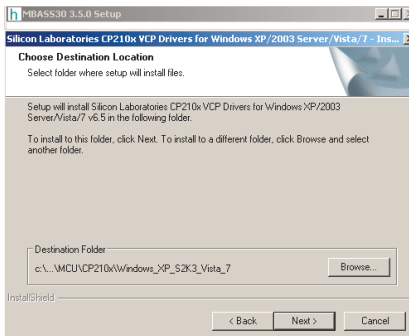 h MBASS30 3.5.0 Setup
Silicon Laboratories CP210x VCP Drivers for Windows XP/2003 Server/Vista/7 - Ins...
Choose Destination Location
Select folder where setup will install files.
Setup will install Silicon Laboratories CP210x VCP Drivers for Windows XP/2003
Server/Vista/7 v6.5 in the following folder.
To install to this folder, click Next. To install to a different folder, click Browse and select
another folder.
Destination Folder
c:\...\MCU\CP210x\Windows_XP_S2K3_Vista_7
Browse...
InstallShield
< Back
Next >
Cancel